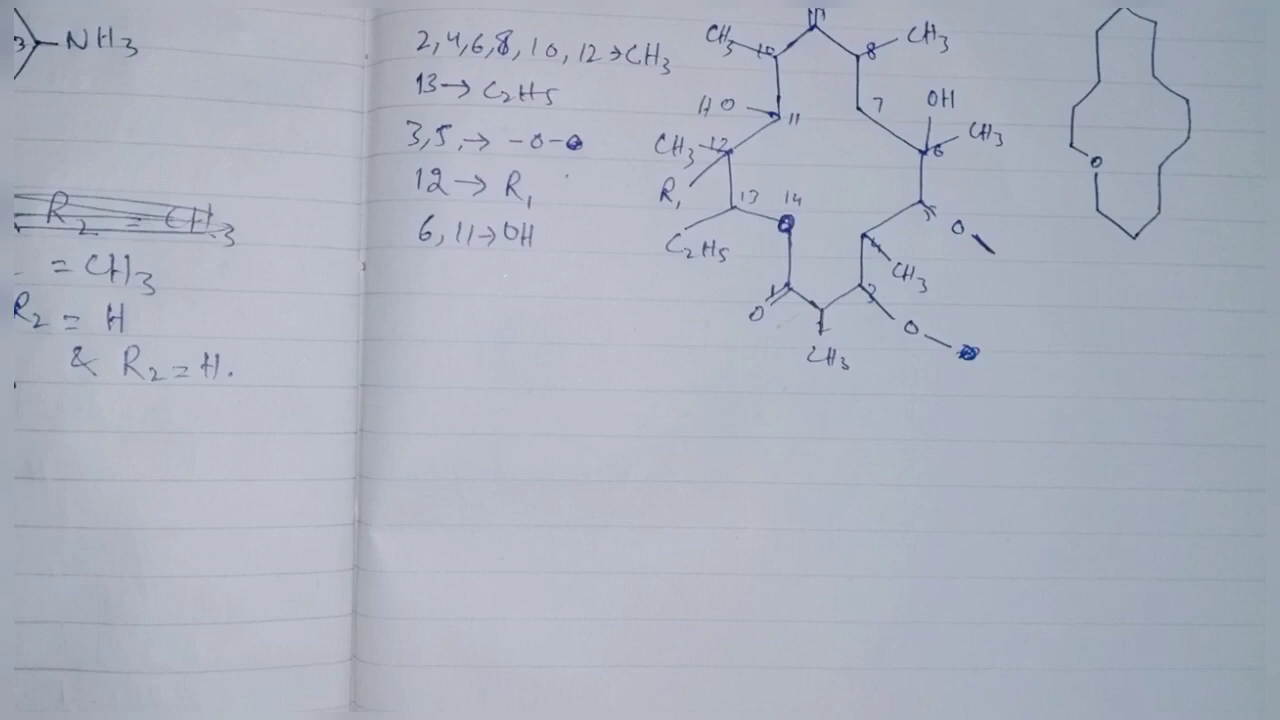 3 NH3
R2 = CH3
= CH3
R2 = H
& R2 = H.
2,4,6,8,10,12→CH3
13→C2H5
3,5,→ -O-
12→R1
6,11→OH
CH3 10 8 CH3
HO 11 7 OH
CH3 12 6 CH3
R1 13 14 5 O
C2H5 4 CH3
O 1 3 O
CH3
O